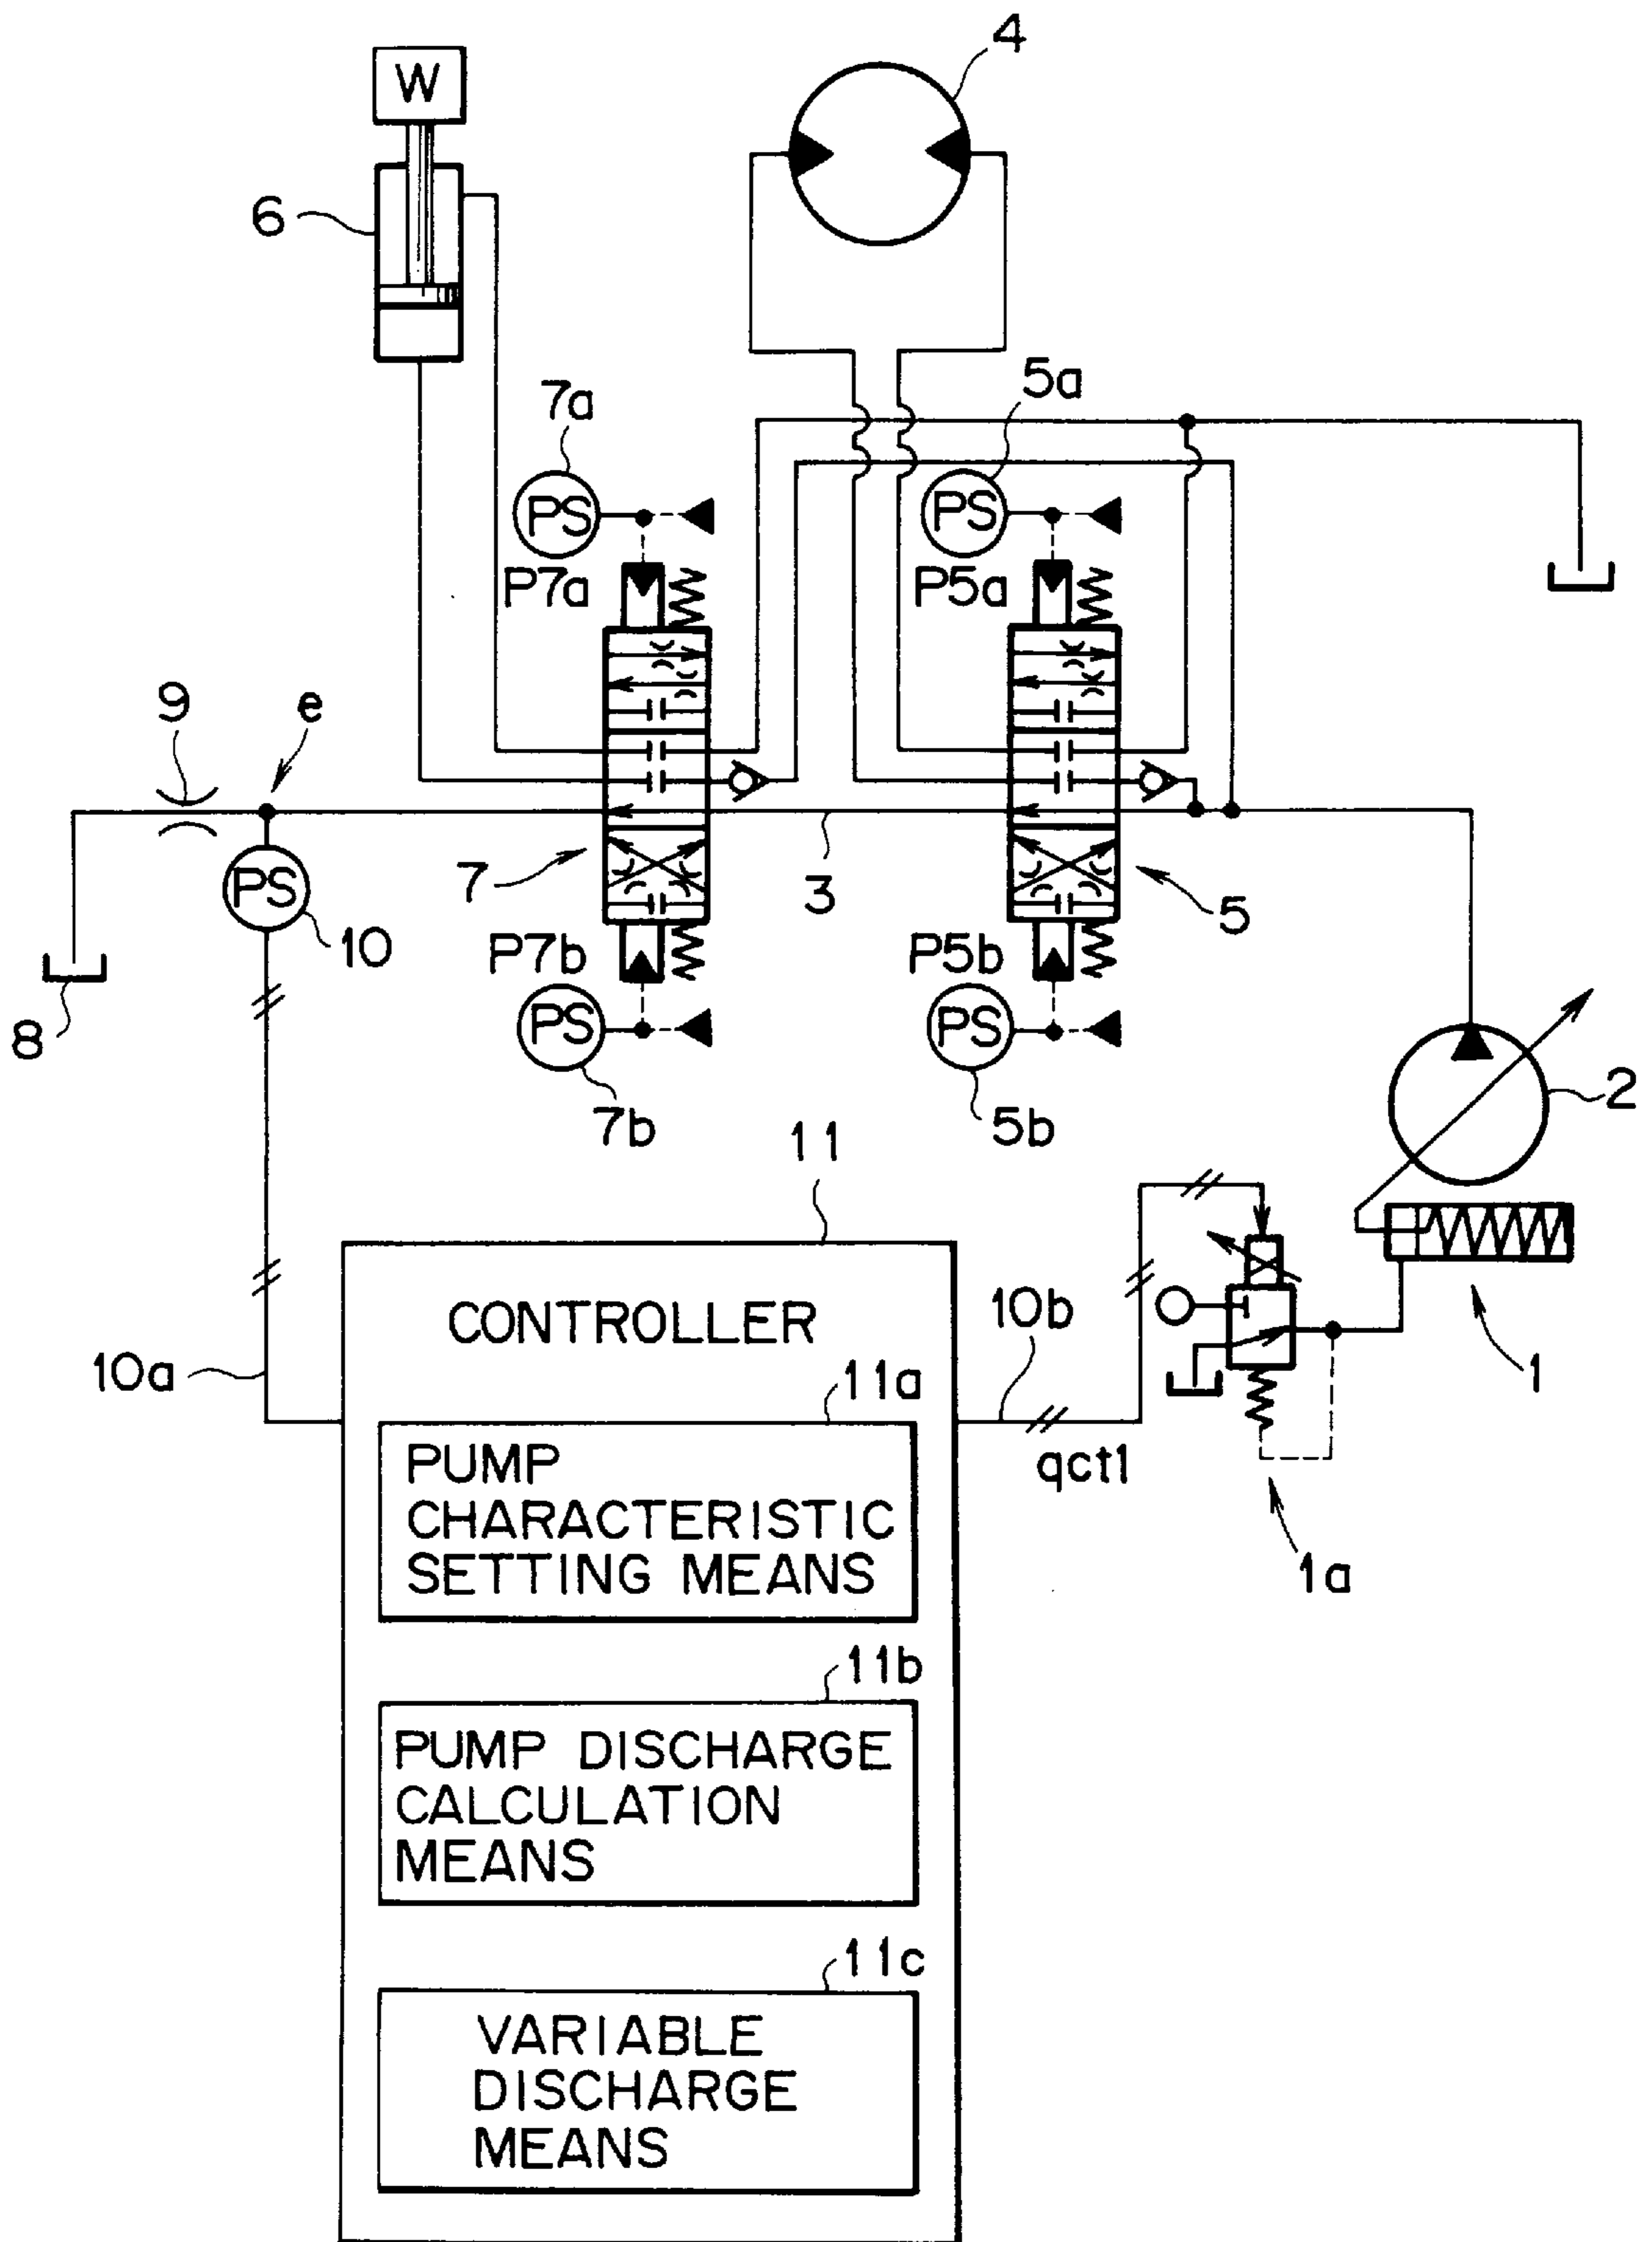 4
W
6
7a
5a
PS
PS
P7a
P5a
9
e
7
3
5
PS
10
P7b
P5b
8
PS
PS
2
7b
5b
11
CONTROLLER
10b
10a
11a
1
PUMP
CHARACTERISTIC
SETTING MEANS
qct1
1a
11b
PUMP DISCHARGE
CALCULATION
MEANS
11c
VARIABLE
DISCHARGE
MEANS